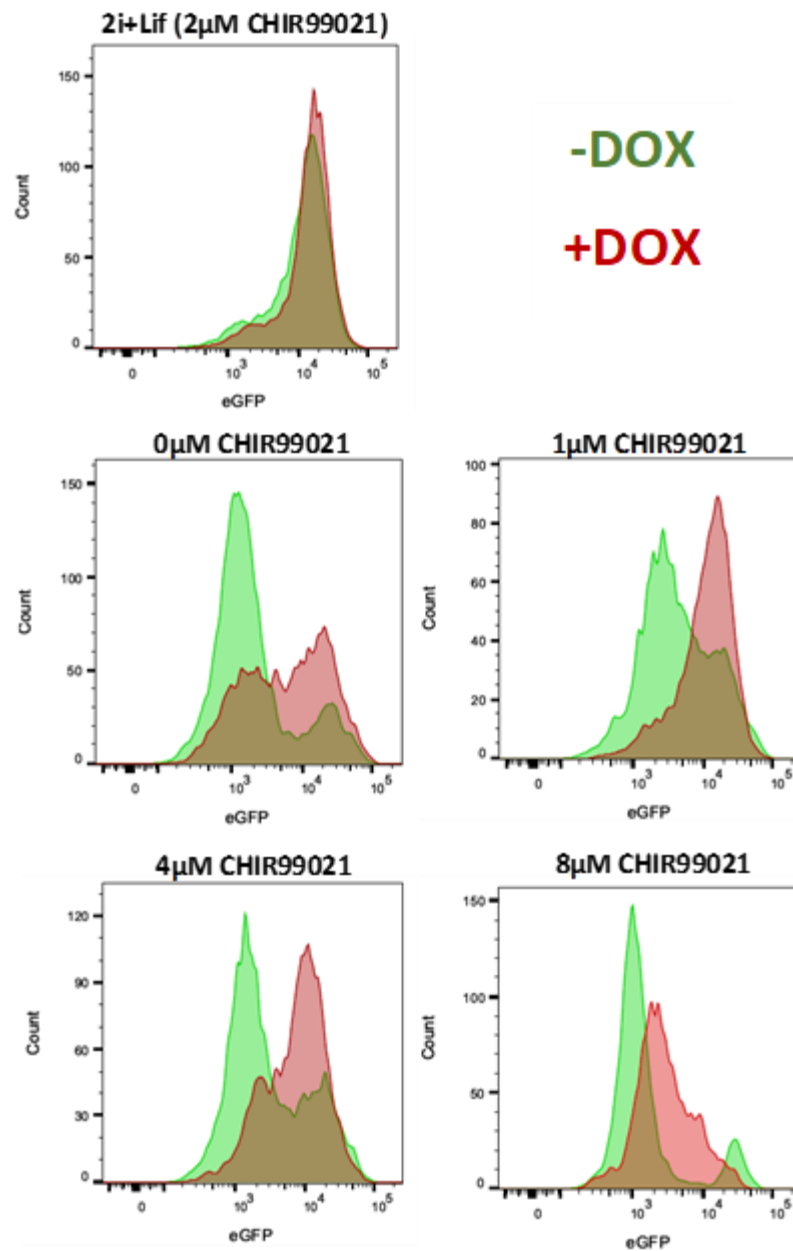 2i+Lif (2µM CHIR99021)
150
100
50
0
Count
0 10³ 10⁴ 10⁵
eGFP
-DOX
+DOX
0µM CHIR99021
150
100
50
0
Count
0 10³ 10⁴ 10⁵
eGFP
1µM CHIR99021
100
80
60
40
20
0
Count
0 10³ 10⁴ 10⁵
eGFP
4µM CHIR99021
120
90
60
30
0
Count
0 10³ 10⁴ 10⁵
eGFP
8µM CHIR99021
150
100
50
0
Count
0 10³ 10⁴ 10⁵
eGFP